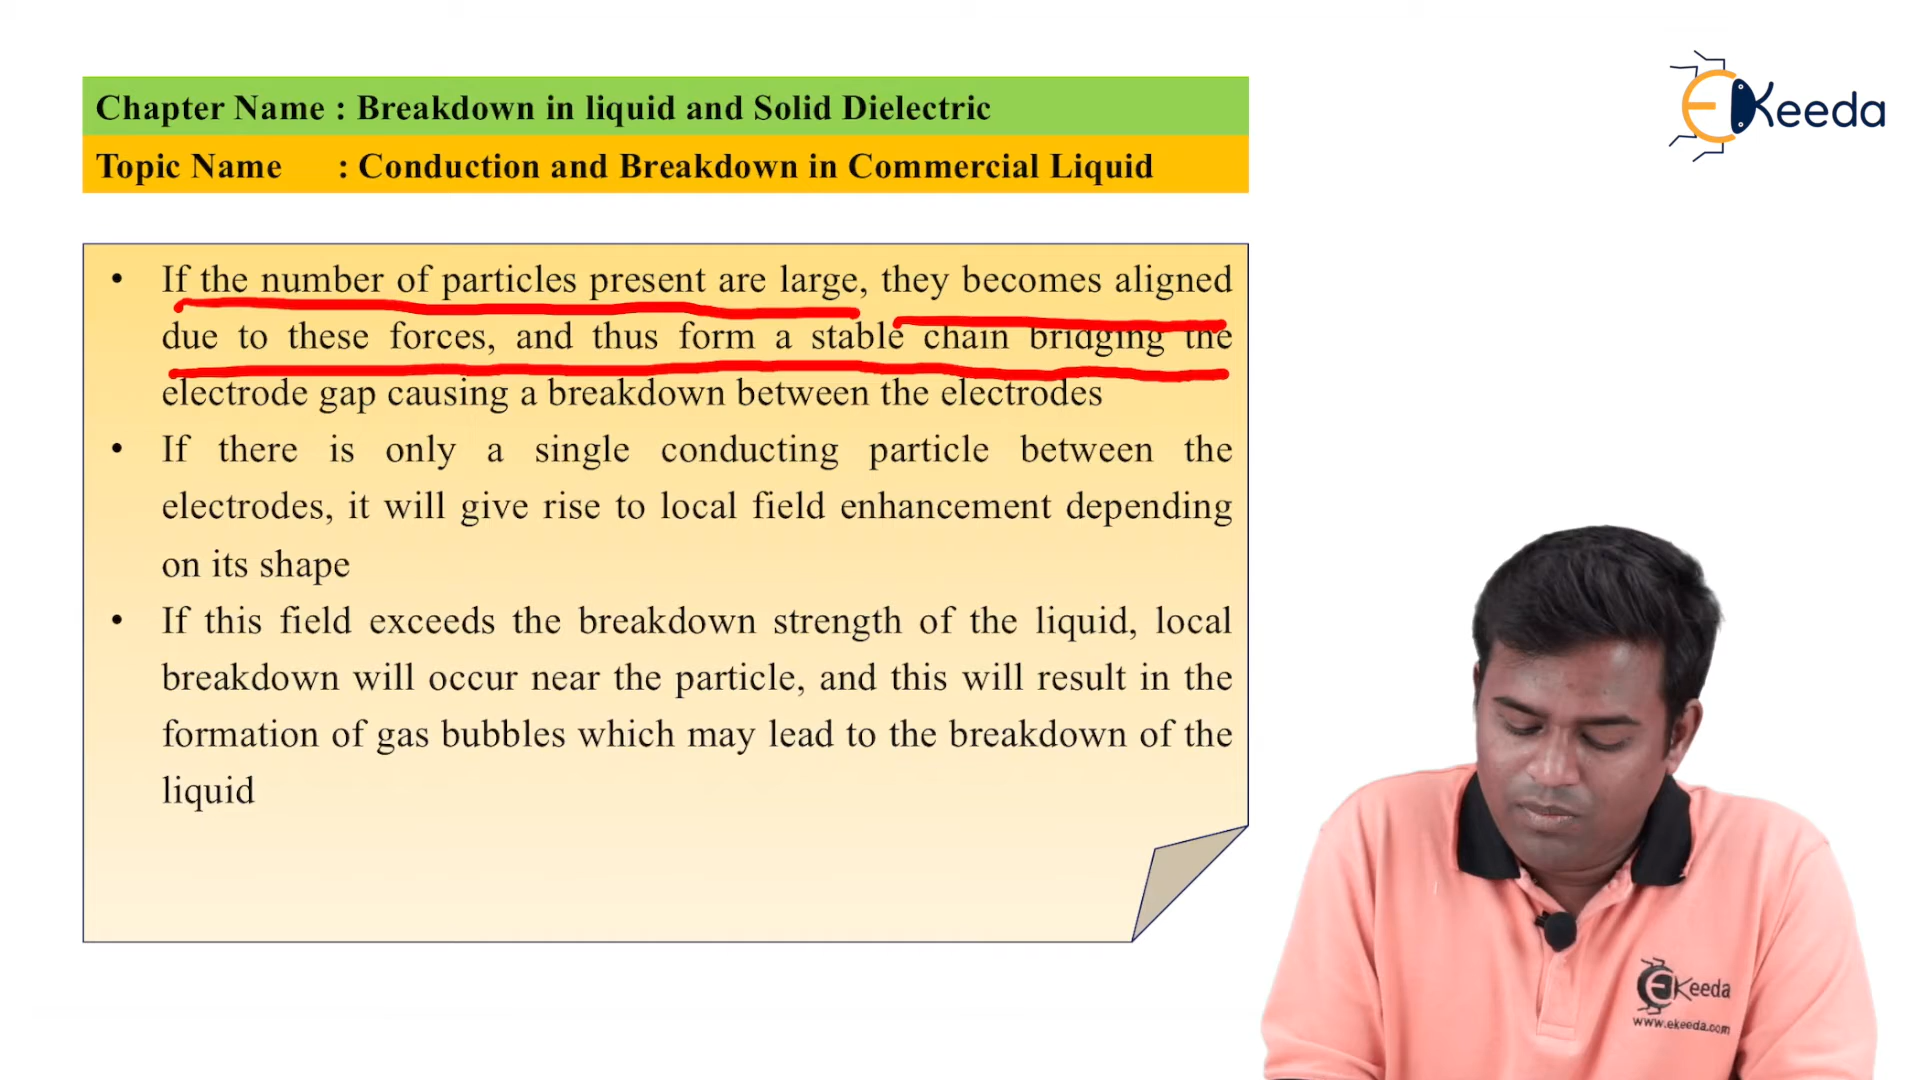 Chapter Name : Breakdown in liquid and Solid Dielectric
Topic Name : Conduction and Breakdown in Commercial Liquid
EKeeda
• If the number of particles present are large, they becomes aligned
due to these forces, and thus form a stable chain bridging the
electrode gap causing a breakdown between the electrodes
• If there is only a single conducting particle between the
electrodes, it will give rise to local field enhancement depending
on its shape
• If this field exceeds the breakdown strength of the liquid, local
breakdown will occur near the particle, and this will result in the
formation of gas bubbles which may lead to the breakdown of the
liquid
EKeeda
www.ekeeda.com